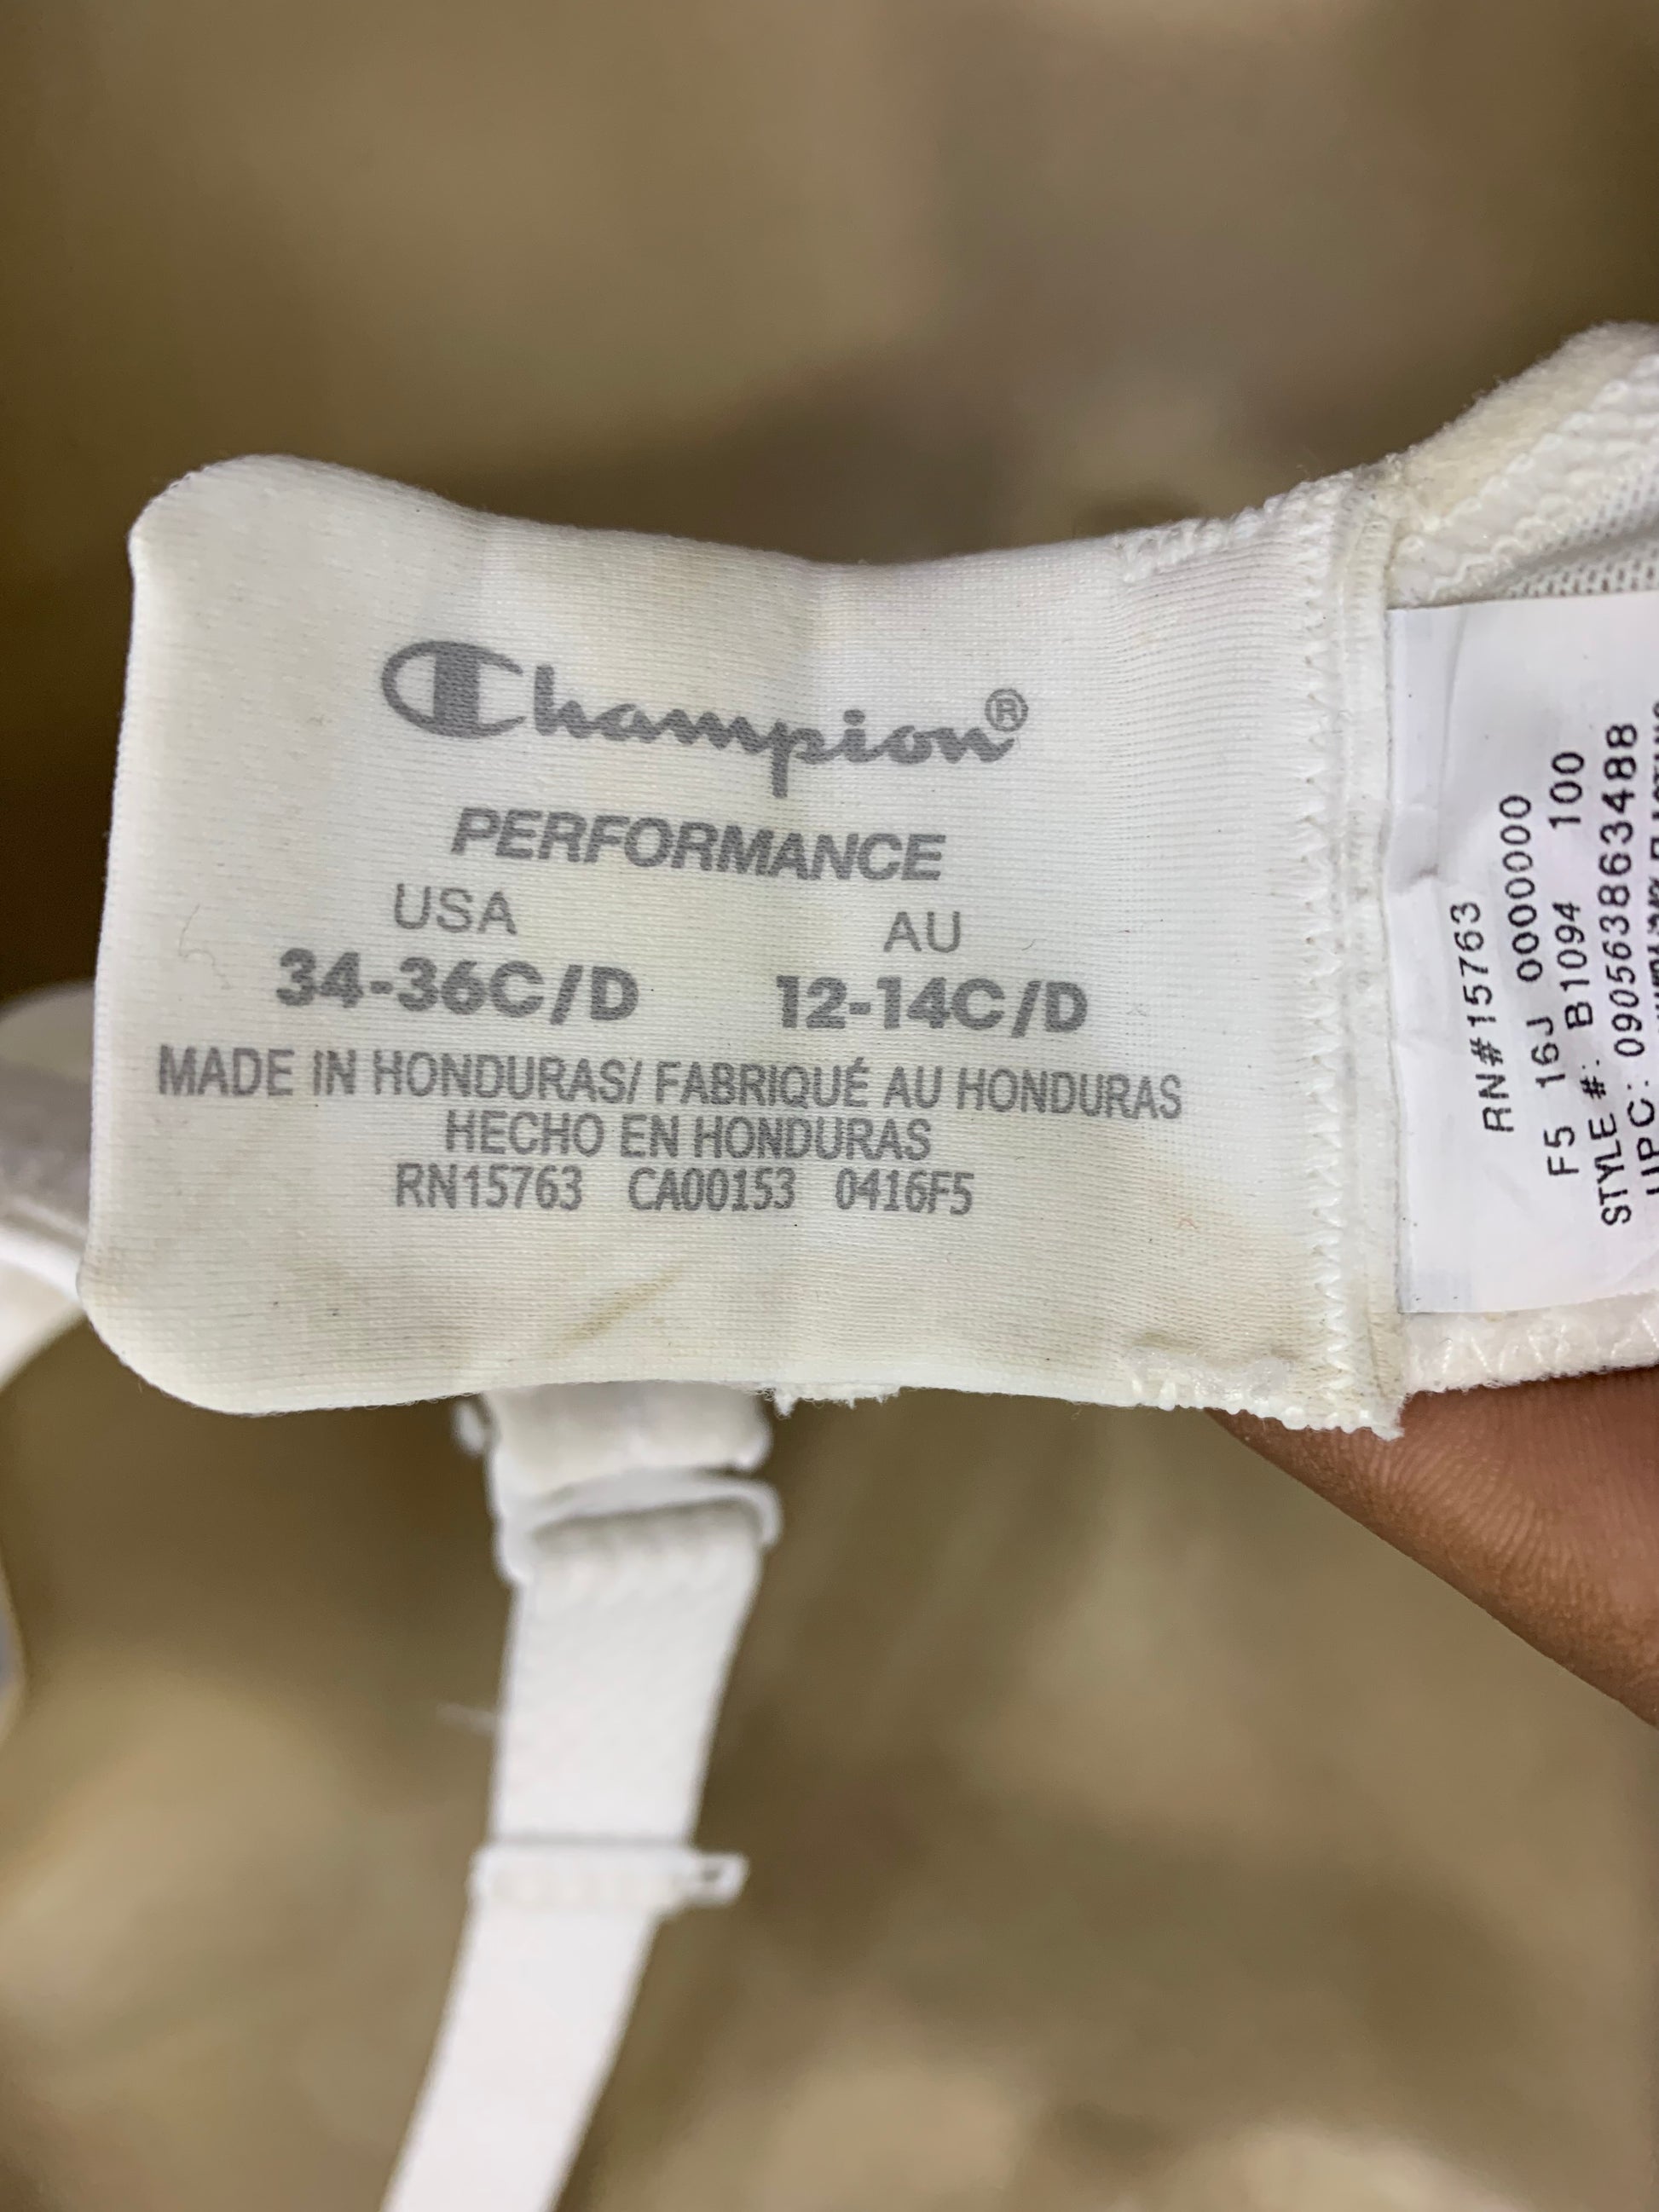 Champion®
PERFORMANCE
USA AU
34-36C/D 12-14C/D
MADE IN HONDURAS/ FABRIQUÉ AU HONDURAS
HECHO EN HONDURAS
RN15763 CA00153 0416F5
RN#15763
F5 16J 0000000
STYLE #: B1094 100
UPC: 090563863488